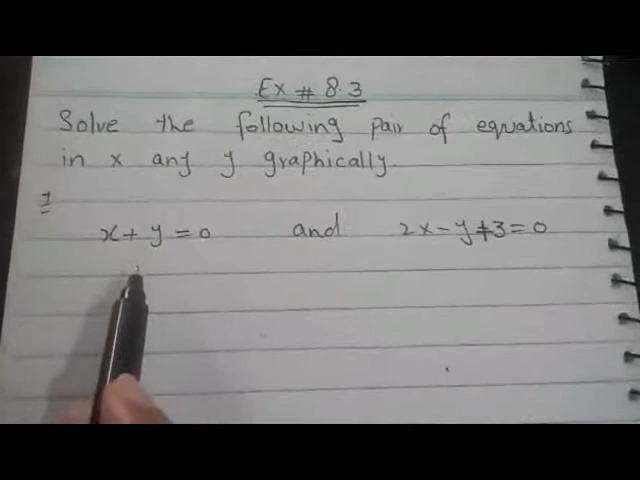 Ex # 8.3
Solve the following pair of equations
in x any y graphically.
1
x + y = 0 and 2x - y + 3 = 0